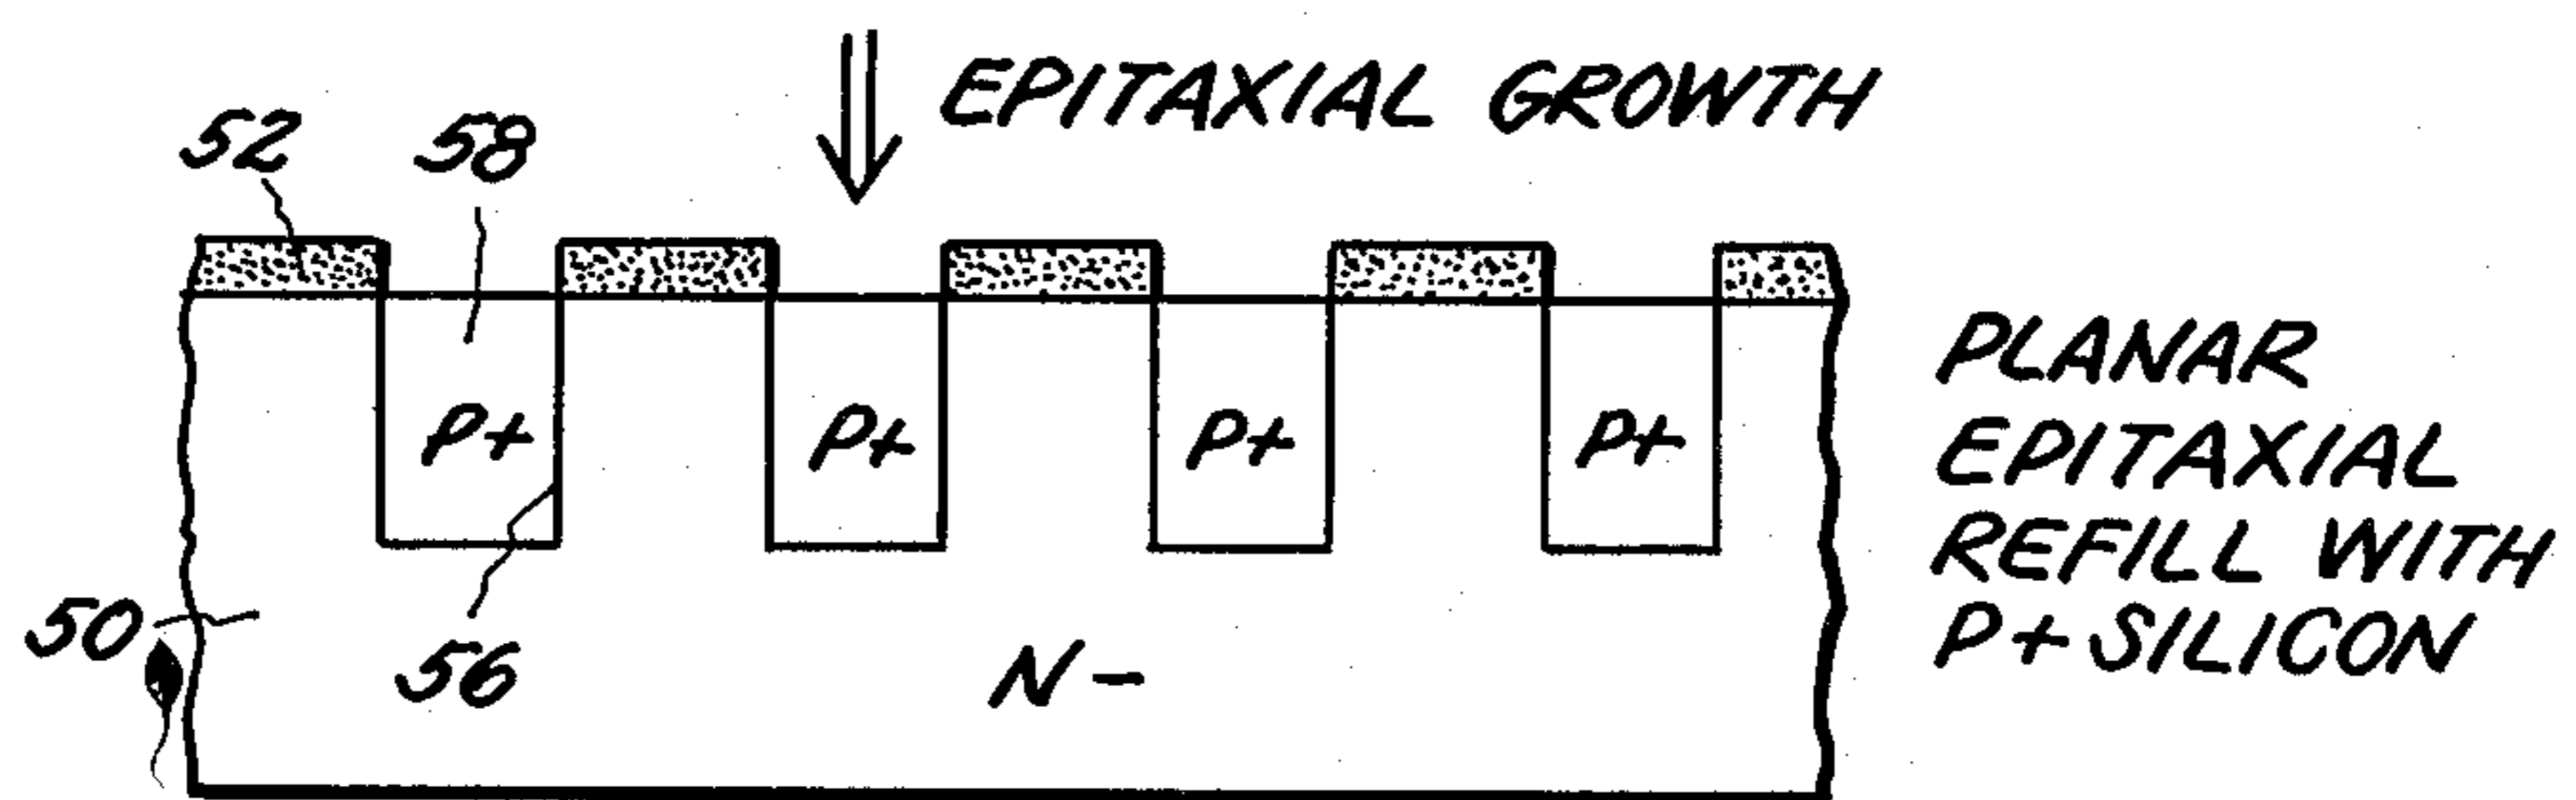 EPITAXIAL GROWTH
52 58
P+ P+ P+ P+
PLANAR
EPITAXIAL
REFILL WITH
P+ SILICON
50
56
N-